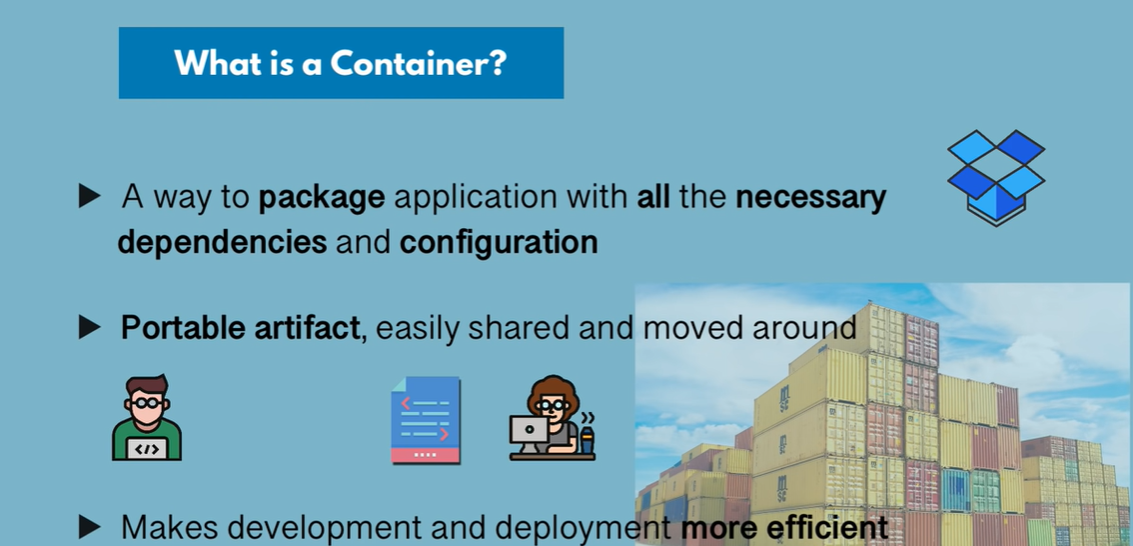 What is a Container?
▶ A way to package application with all the necessary
dependencies and configuration
▶ Portable artifact, easily shared and moved around
</>
▶ Makes development and deployment more efficient